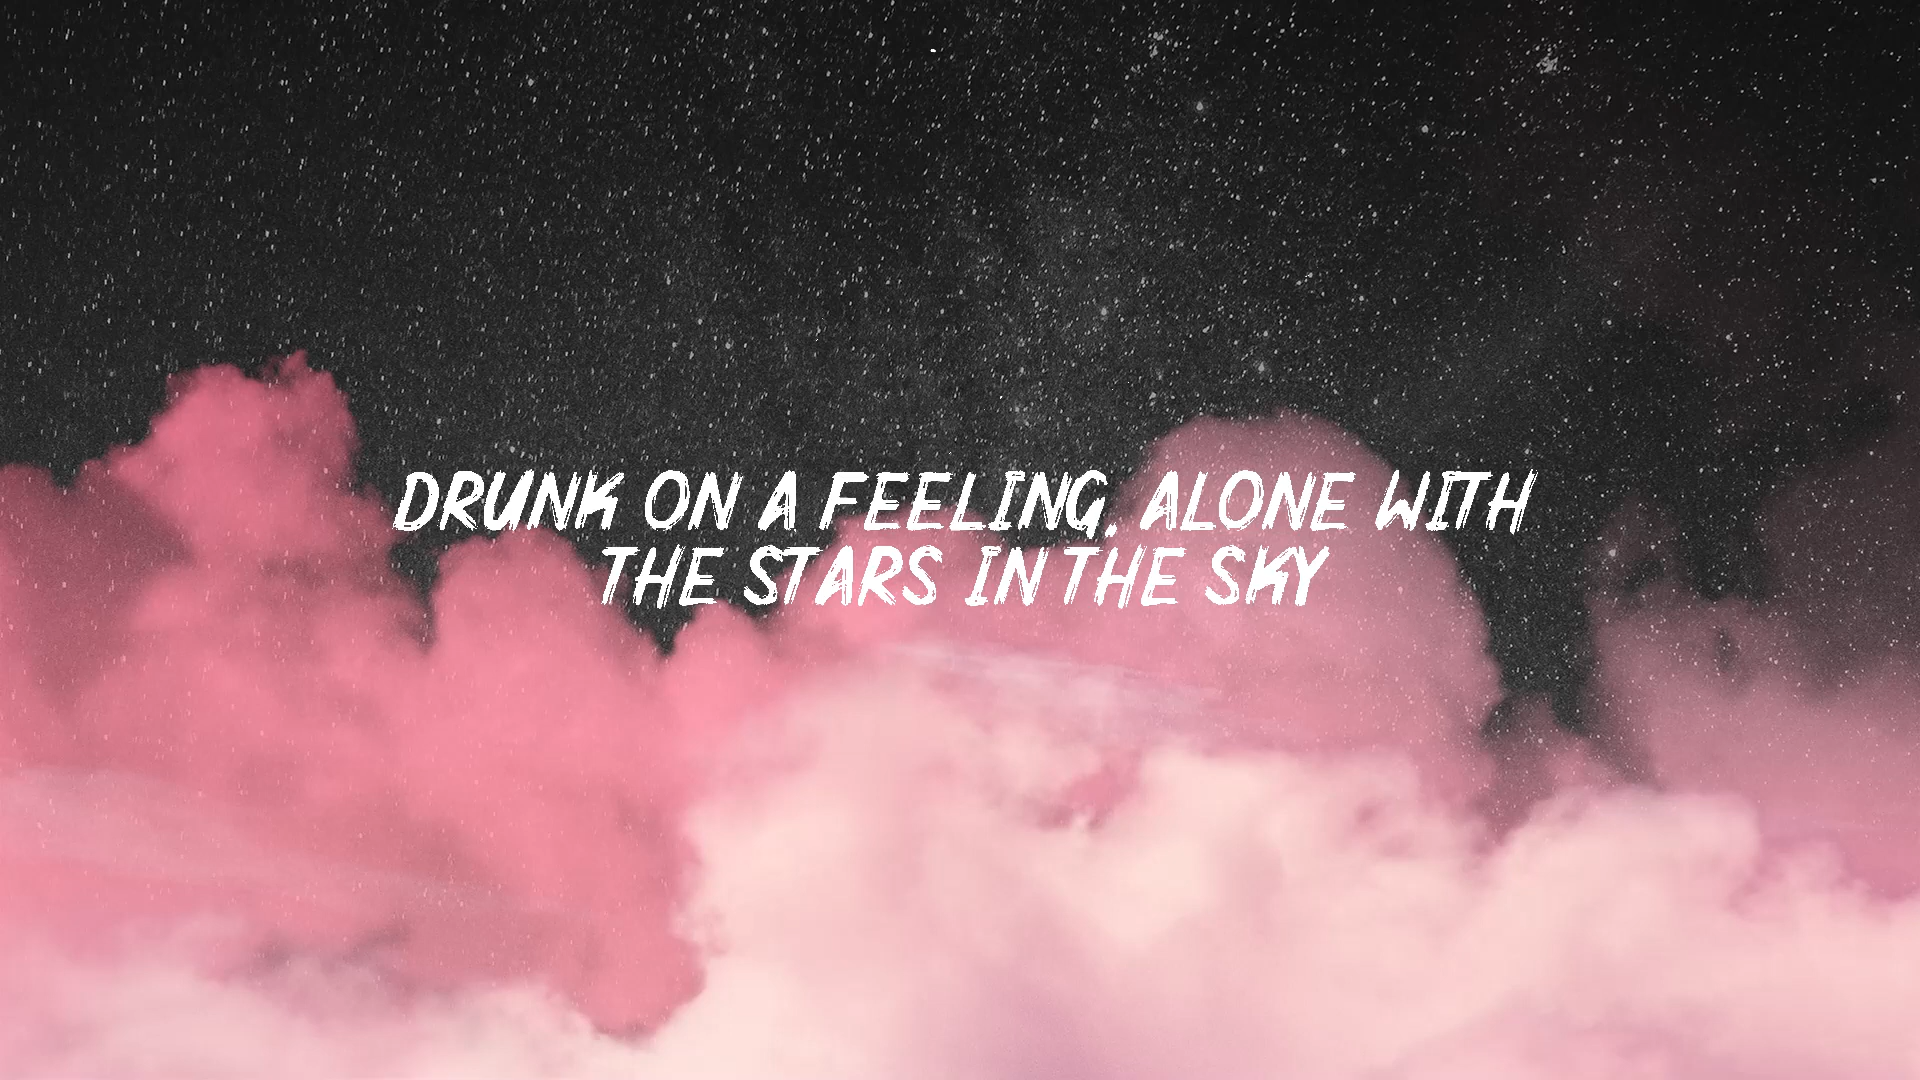 DRUNK ON A FEELING, ALONE WITH
THE STARS IN THE SKY